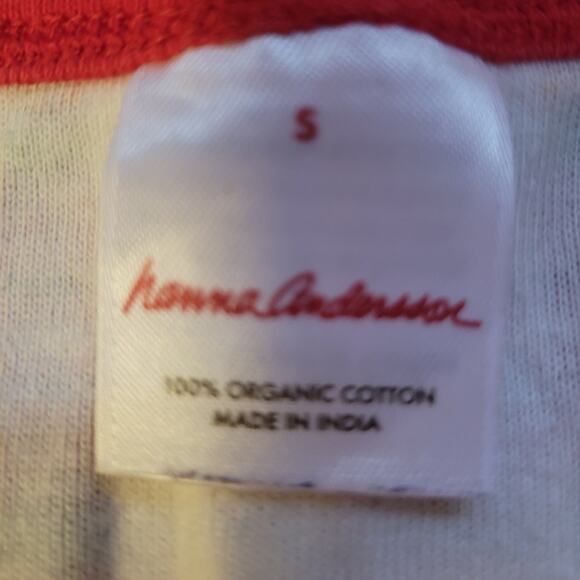 S
hanna andersson
100% ORGANIC COTTON
MADE IN INDIA